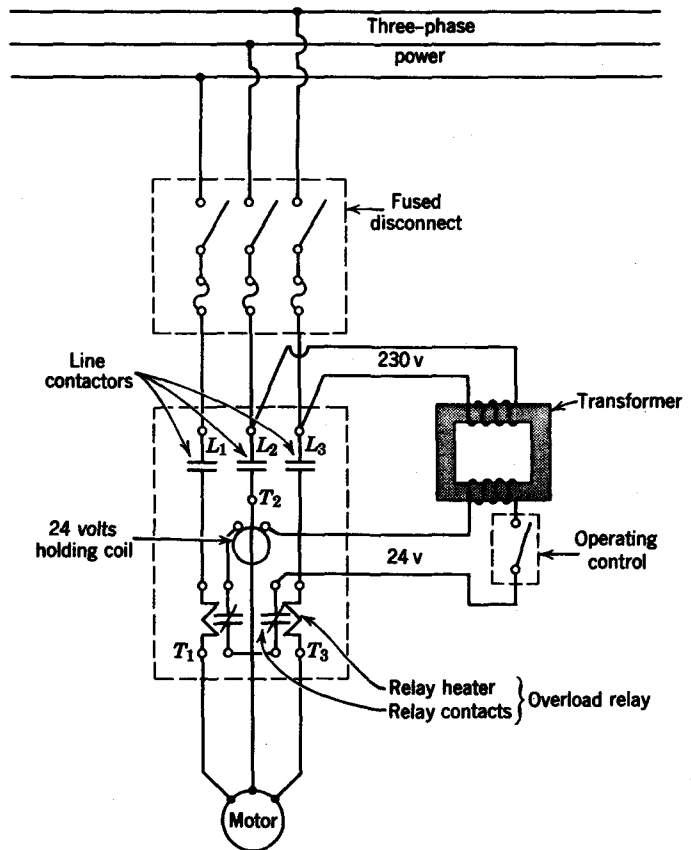 Three-phase
power
Fused
disconnect
Line
contactors
230 v
Transformer
L1
L2
L3
T2
24 volts
holding coil
24 v
Operating
control
T1
T3
Relay heater
Relay contacts
Overload relay
Motor